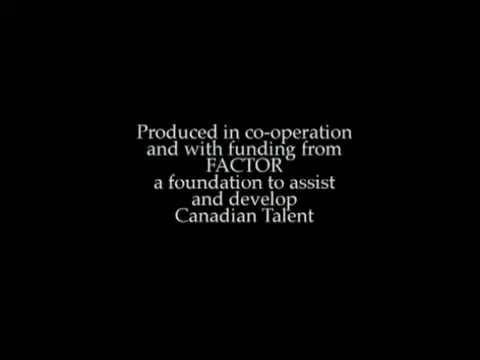 Produced in co-operation
and with funding from
FACTOR
a foundation to assist
and develop
Canadian Talent